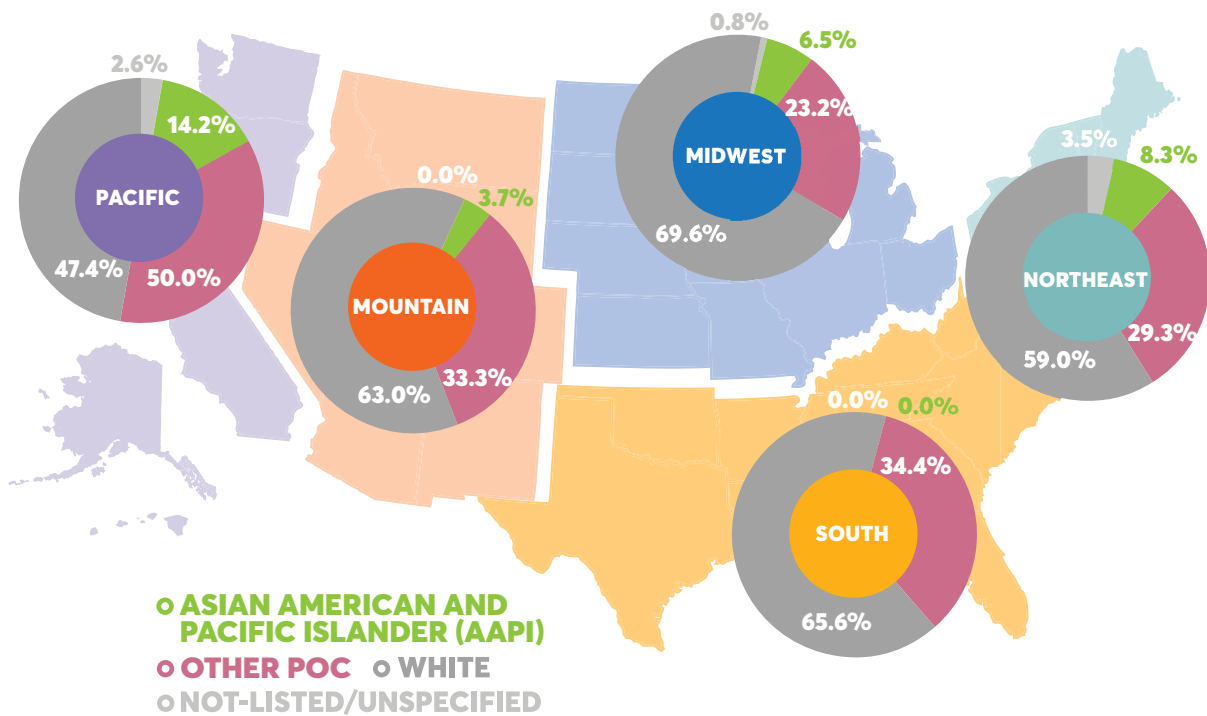 2.6%
14.2%
PACIFIC
47.4%
50.0%
0.0%
3.7%
MOUNTAIN
63.0%
33.3%
0.8%
6.5%
23.2%
MIDWEST
69.6%
3.5%
8.3%
NORTHEAST
29.3%
59.0%
0.0%
0.0%
34.4%
SOUTH
65.6%
ASIAN AMERICAN AND
PACIFIC ISLANDER (AAPI)
OTHER POC WHITE
NOT-LISTED/UNSPECIFIED